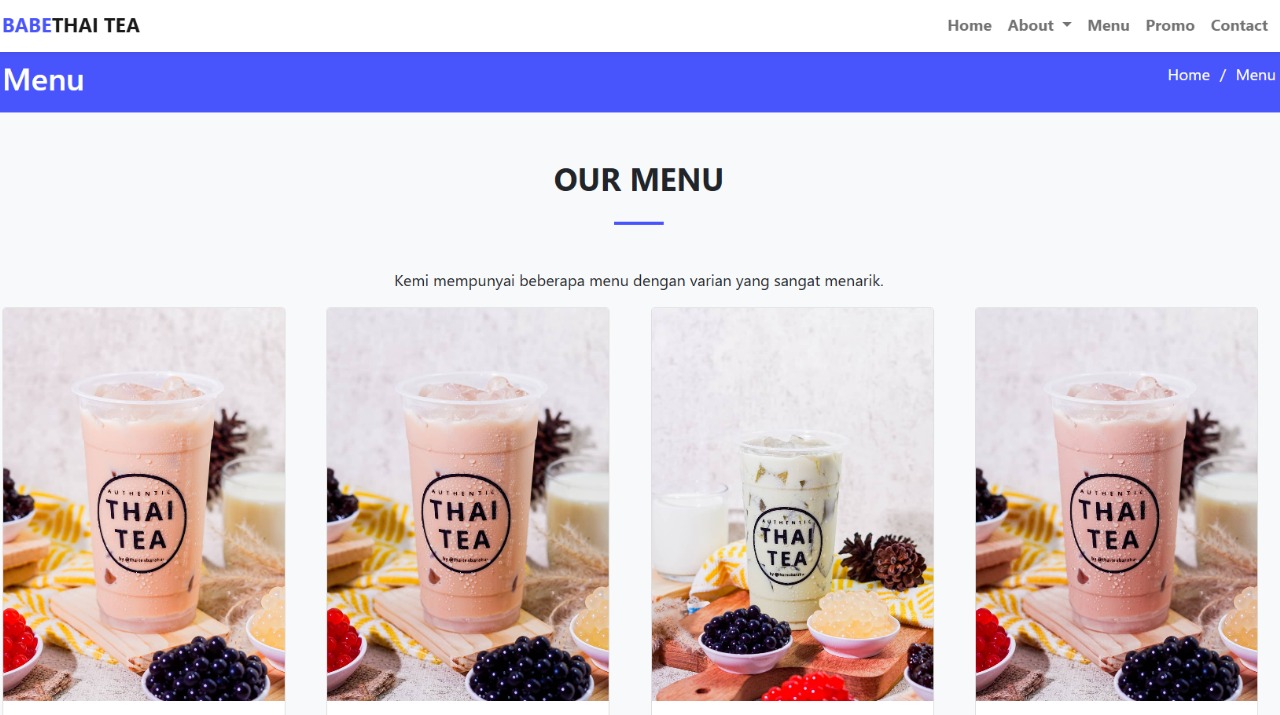 BABETHAI TEA
Home About Menu Promo Contact
Menu
Home / Menu
OUR MENU
Kemi mempunyai beberapa menu dengan varian yang sangat menarik.
AUTHENTIC
THAI
TEA
AUTHENTIC
THAI
TEA
AUTHENTIC
THAI
TEA
AUTHENTIC
THAI
TEA